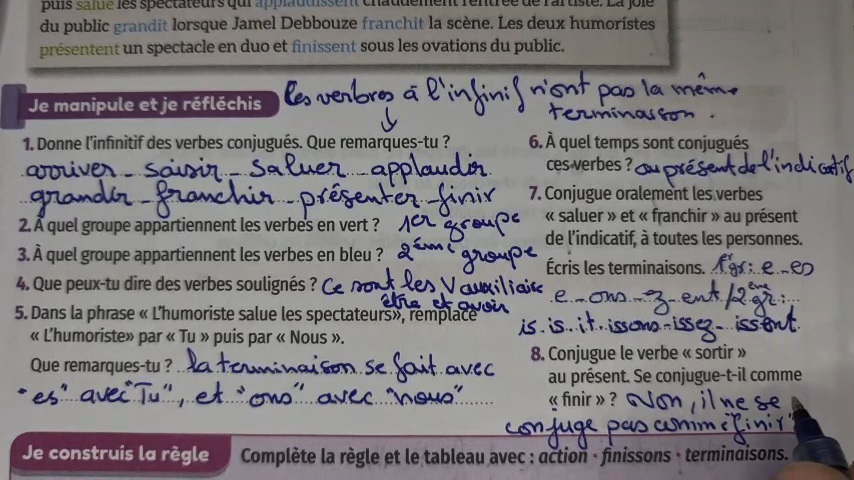 puis salue les spectateurs qui applaudissent chaudement l'entrée de l'artiste. La joie
du public grandit lorsque Jamel Debbouze franchit la scène. Les deux humoristes
présentent un spectacle en duo et finissent sous les ovations du public.
Je manipule et je réfléchis
Les verbres à l'infinif n'ont pas la même
terminaison.
1. Donne l'infinitif des verbes conjugués. Que remarques-tu ?
arriver - saisir - saluer - applaudir
grandir - franchir - présenter - finir
2. À quel groupe appartiennent les verbes en vert ? 1er groupe
3. À quel groupe appartiennent les verbes en bleu ? 2ème groupe
4. Que peux-tu dire des verbes soulignés ? Ce sont les V auxiliaire
être et avoir
5. Dans la phrase « L'humoriste salue les spectateurs», remplace
« L'humoriste» par « Tu » puis par « Nous ».
Que remarques-tu ? la terminaison se fait avec
"es" avec "Tu", et "ons" avec "nous"
6. À quel temps sont conjugués
ces verbes ? au présent de l'indicatif
7. Conjugue oralement les verbes
« saluer » et « franchir » au présent
de l'indicatif, à toutes les personnes.
Écris les terminaisons. 1er gr: e - es
e - ons - ez - ent / 2ème gr:
is. is. it. issons - issez - issent
8. Conjugue le verbe « sortir »
au présent. Se conjugue-t-il comme
« finir » ? Non, il ne se
conjuge pas comme "finir"
Je construis la règle
Complète la règle et le tableau avec : action · finissons · terminaisons.